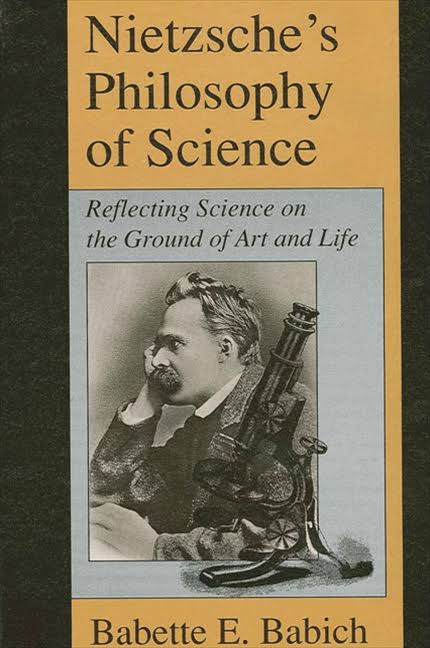 Nietzsche's
Philosophy
of Science
Reflecting Science on
the Ground of Art and Life
Babette E. Babich